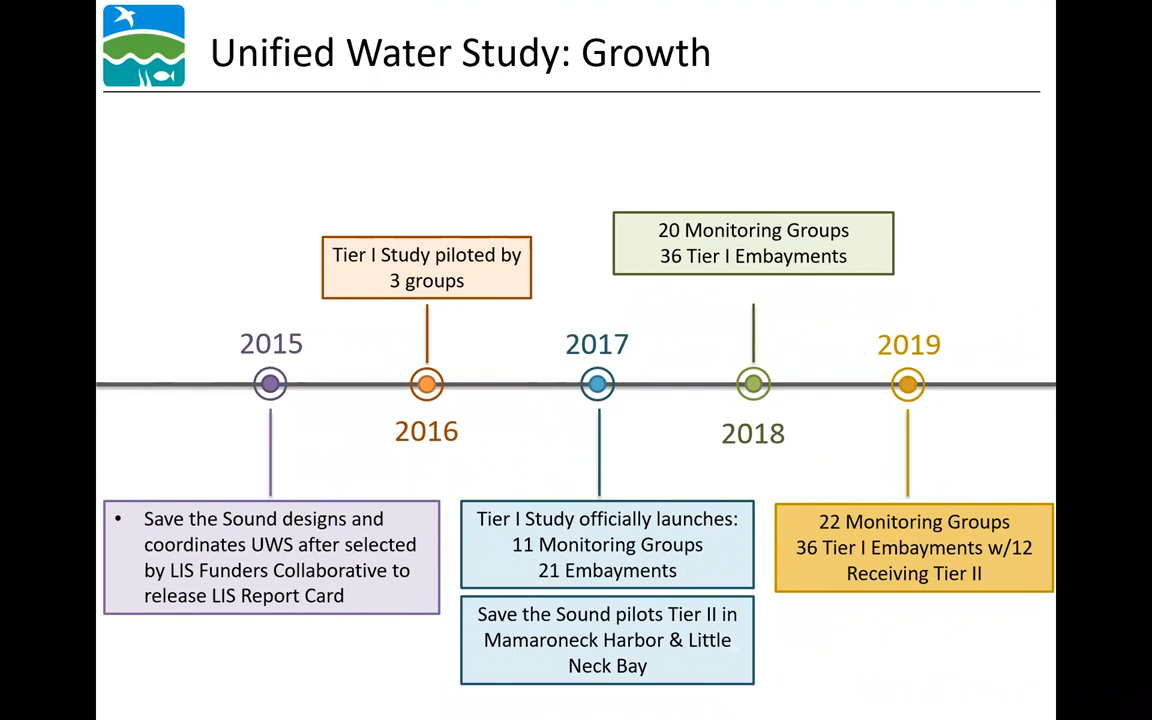 Unified Water Study: Growth
20 Monitoring Groups
36 Tier I Embayments
Tier I Study piloted by
3 groups
2015
2017
2019
2016
2018
• Save the Sound designs and
coordinates UWS after selected
by LIS Funders Collaborative to
release LIS Report Card
Tier I Study officially launches:
11 Monitoring Groups
21 Embayments
Save the Sound pilots Tier II in
Mamaroneck Harbor & Little
Neck Bay
22 Monitoring Groups
36 Tier I Embayments w/12
Receiving Tier II